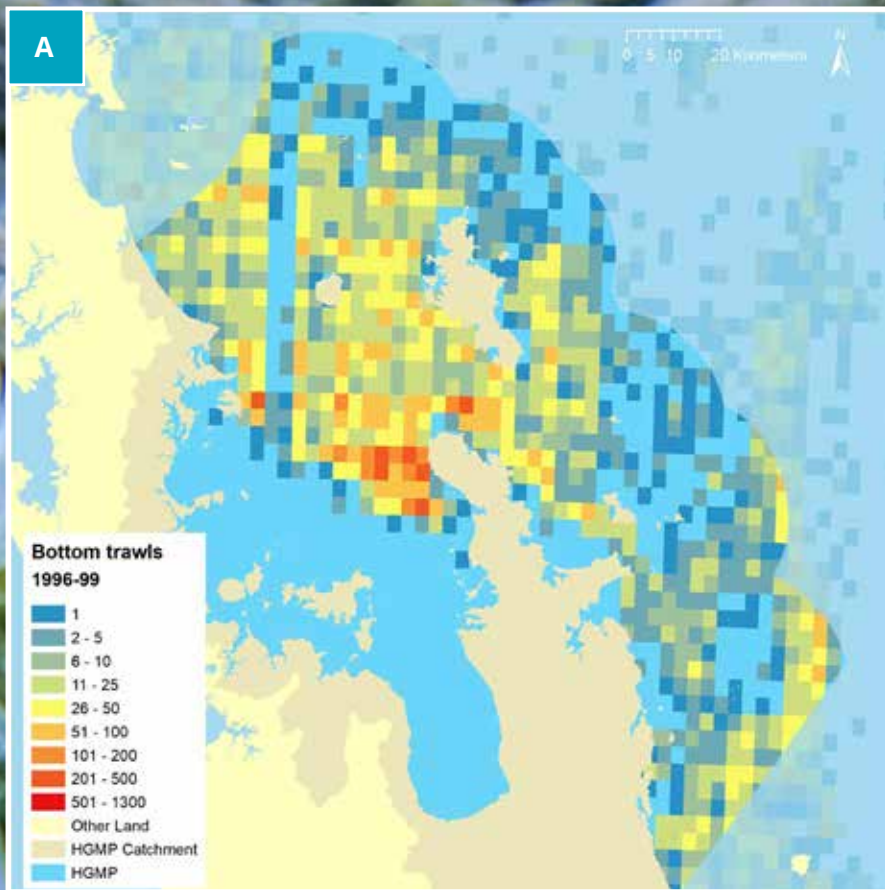 A
N
0 5 10 20 Kilometers
Bottom trawls
1996-99
1
2 - 5
6 - 10
11 - 25
26 - 50
51 - 100
101 - 200
201 - 500
501 - 1300
Other Land
HGMP Catchment
HGMP